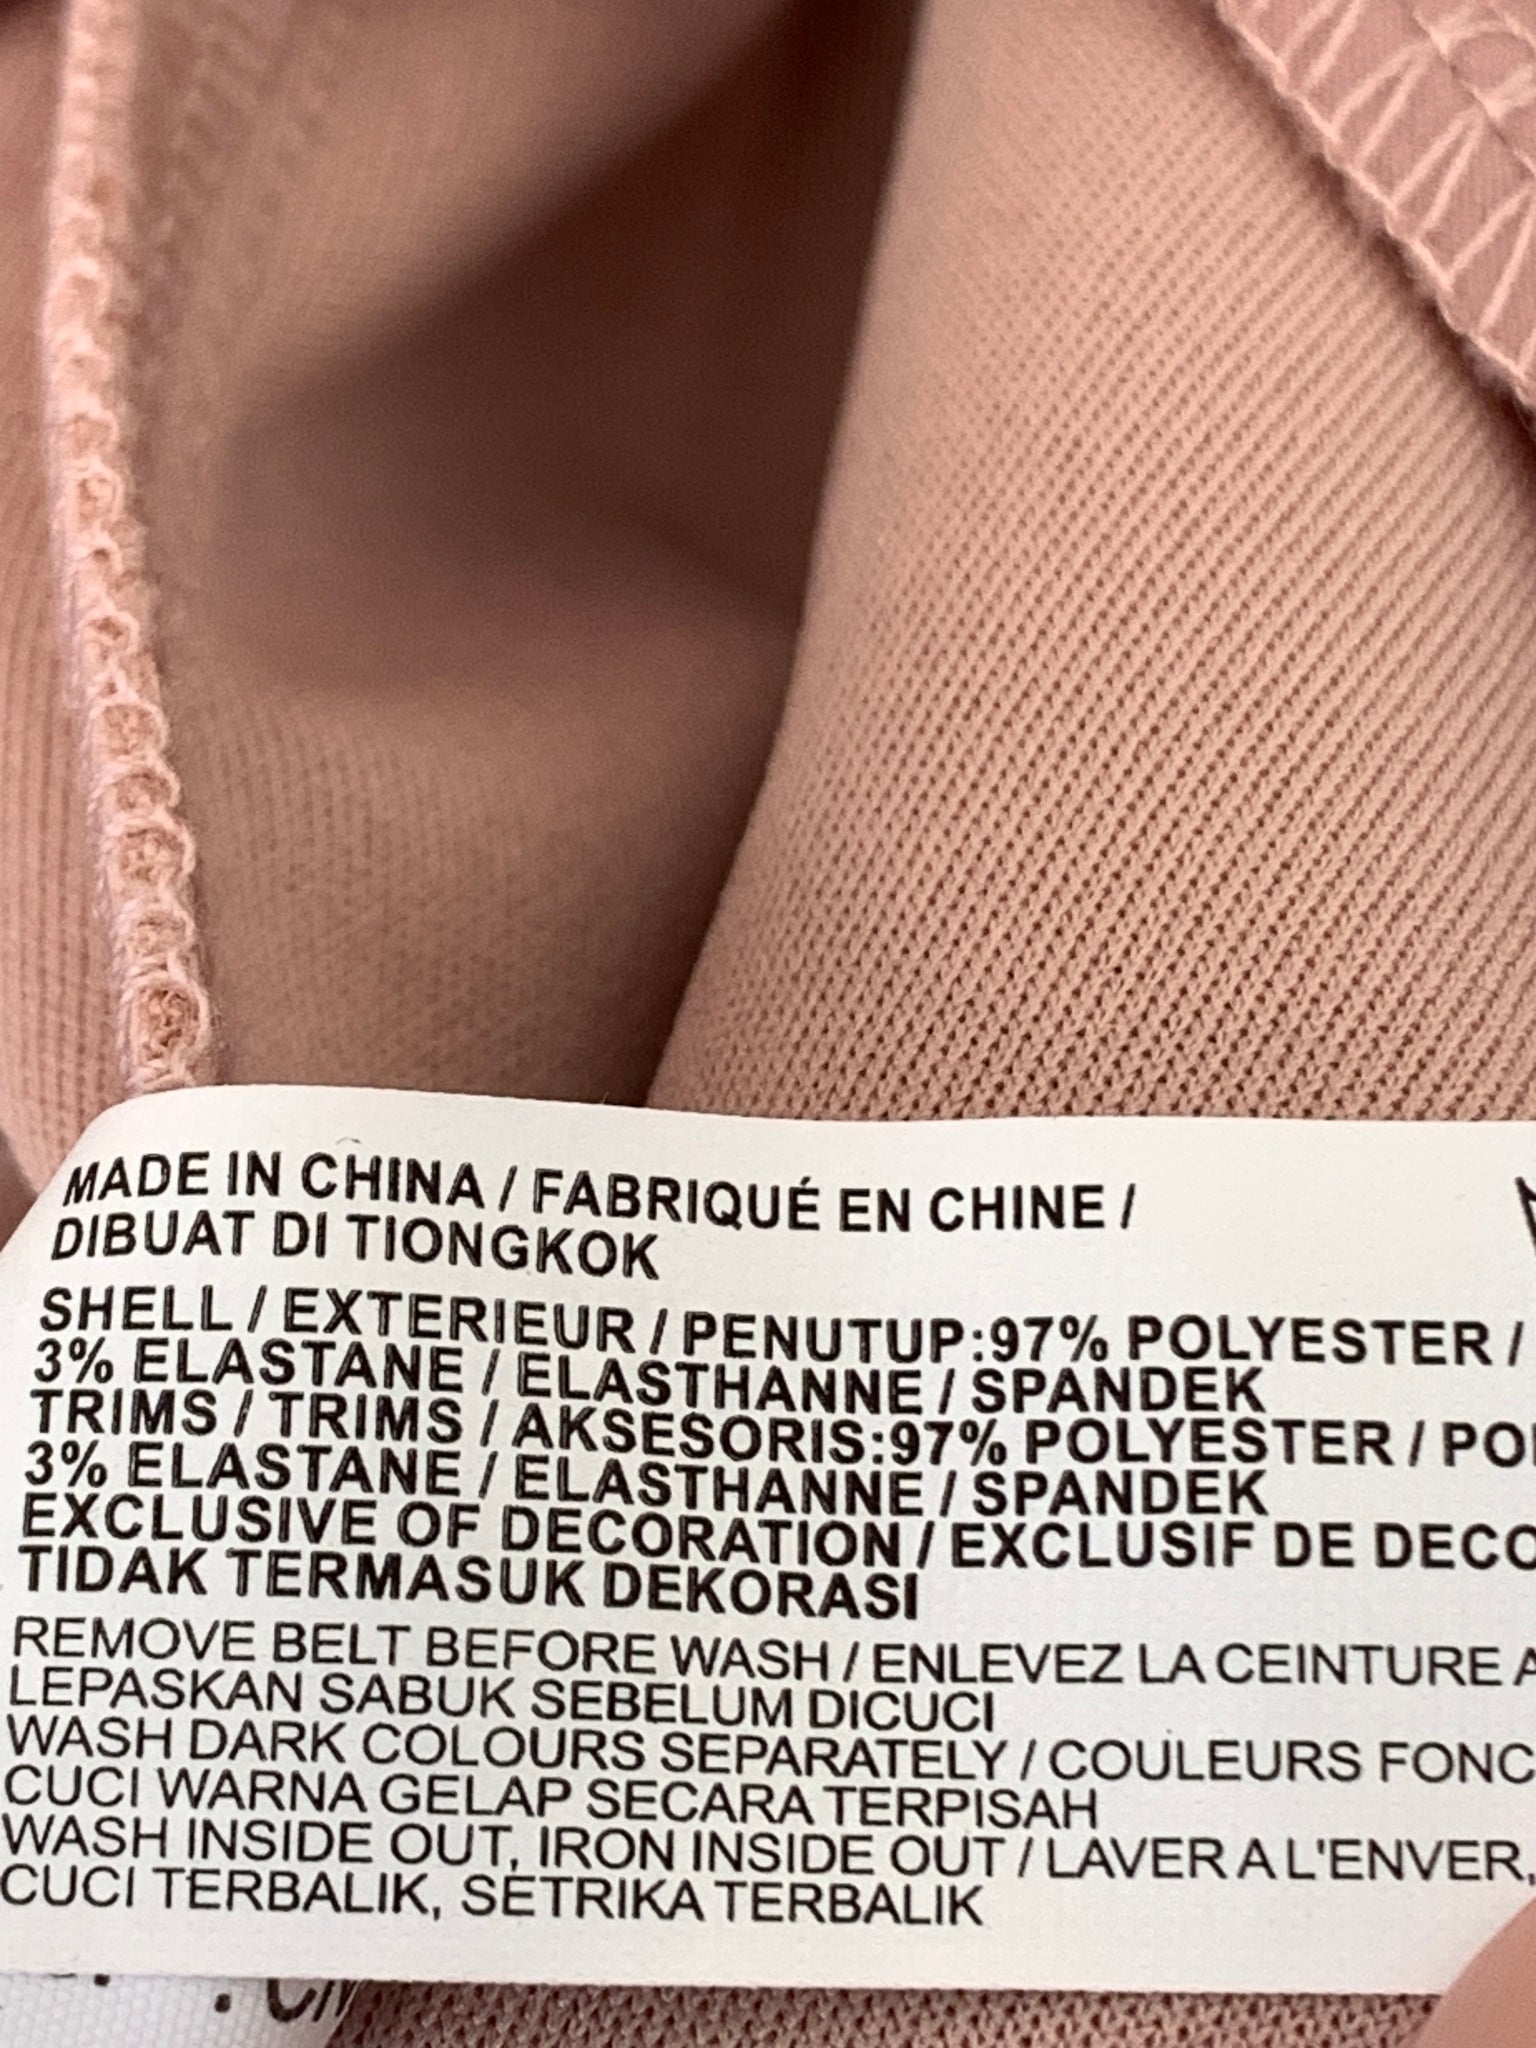 MADE IN CHINA / FABRIQUÉ EN CHINE /
DIBUAT DI TIONGKOK
SHELL / EXTERIEUR / PENUTUP:97% POLYESTER /
3% ELASTANE / ELASTHANNE / SPANDEK
TRIMS / TRIMS / AKSESORIS:97% POLYESTER /
3% ELASTANE / ELASTHANNE / SPANDEK
EXCLUSIVE OF DECORATION / EXCLUSIF DE
TIDAK TERMASUK DEKORASI
REMOVE BELT BEFORE WASH / ENLEVEZ LA CEINTURE
LEPASKAN SABUK SEBELUM DICUCI
WASH DARK COLOURS SEPARATELY / COULEURS
CUCI WARNA GELAP SECARA TERPISAH
WASH INSIDE OUT, IRON INSIDE OUT / LAVER A L'ENVER,
CUCI TERBALIK, SETRIKA TERBALIK